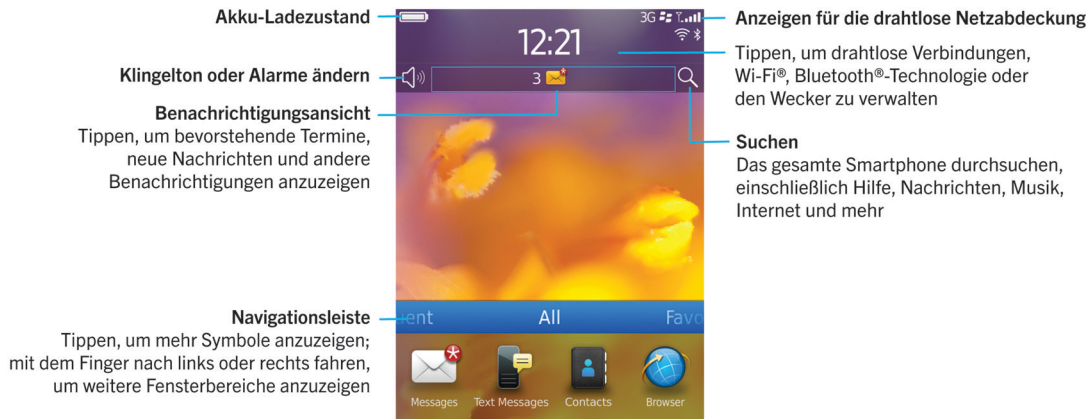 Akku-Ladezustand
Klingelton oder Alarme ändern
Benachrichtigungsansicht
Tippen, um bevorstehende Termine,
neue Nachrichten und andere
Benachrichtigungen anzuzeigen
Navigationsleiste
Tippen, um mehr Symbole anzuzeigen;
mit dem Finger nach links oder rechts fahren,
um weitere Fensterbereiche anzuzeigen
3G
12:21
3
uent All Favo
Messages Text Messages Contacts Browser
Anzeigen für die drahtlose Netzabdeckung
Tippen, um drahtlose Verbindungen,
Wi-Fi®, Bluetooth®-Technologie oder
den Wecker zu verwalten
Suchen
Das gesamte Smartphone durchsuchen,
einschließlich Hilfe, Nachrichten, Musik,
Internet und mehr